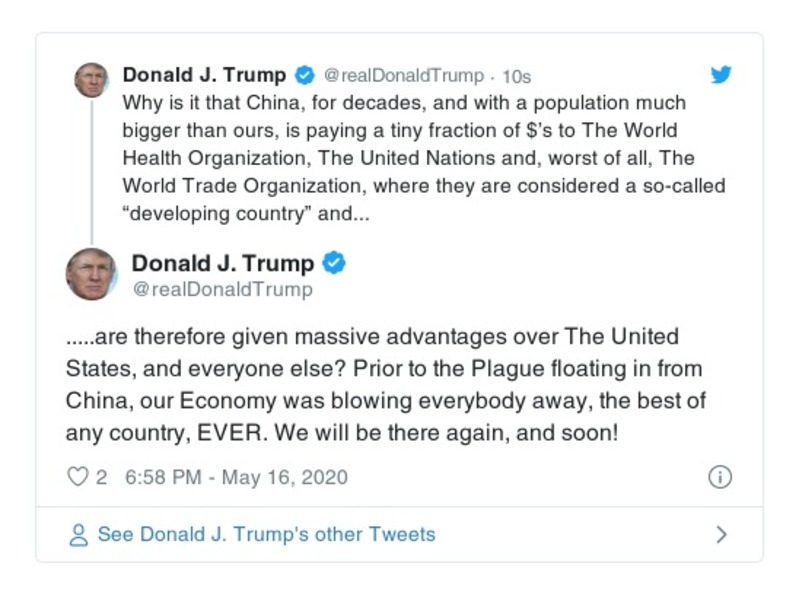 Donald J. Trump @realDonaldTrump · 10s
Why is it that China, for decades, and with a population much
bigger than ours, is paying a tiny fraction of $'s to The World
Health Organization, The United Nations and, worst of all, The
World Trade Organization, where they are considered a so-called
“developing country” and...
Donald J. Trump
@realDonaldTrump
.....are therefore given massive advantages over The United
States, and everyone else? Prior to the Plague floating in from
China, our Economy was blowing everybody away, the best of
any country, EVER. We will be there again, and soon!
2 6:58 PM - May 16, 2020
See Donald J. Trump's other Tweets